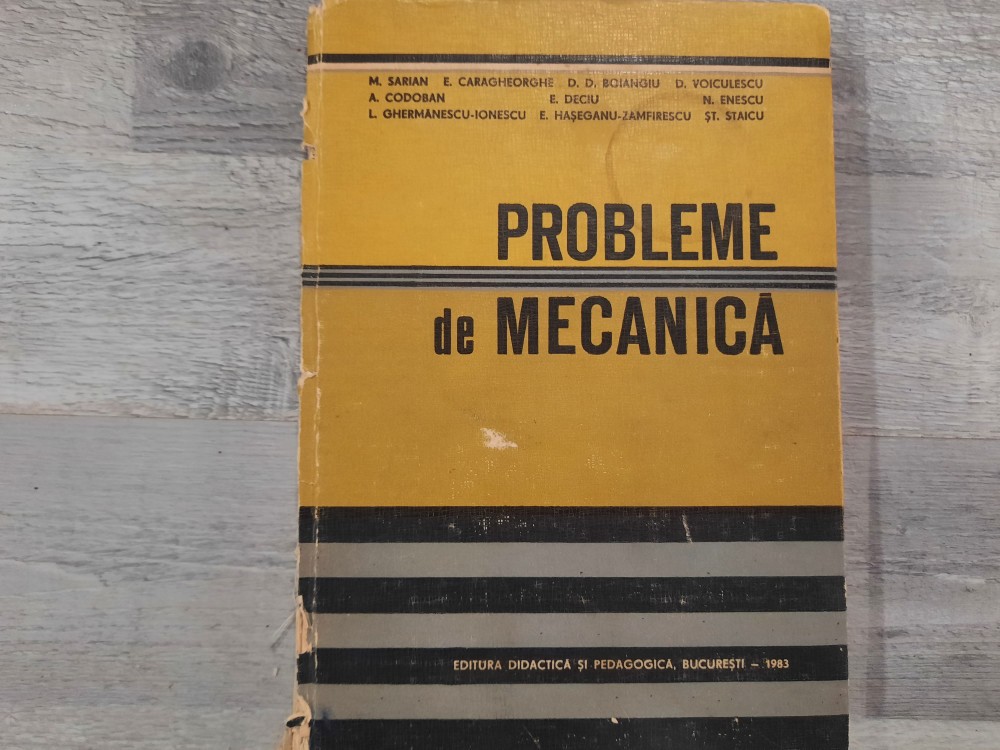 M. SARIAN E. CARAGHEORGHE D. D. BOIANGIU D. VOICULESCU
A. CODOBAN E. DECIU N. ENESCU
L. GHERMĂNESCU-IONESCU E. HAȘEGANU-ZAMFIRESCU ȘT. STAICU
PROBLEME
de MECANICĂ
EDITURA DIDACTICĂ ȘI PEDAGOGICĂ, BUCUREȘTI – 1983